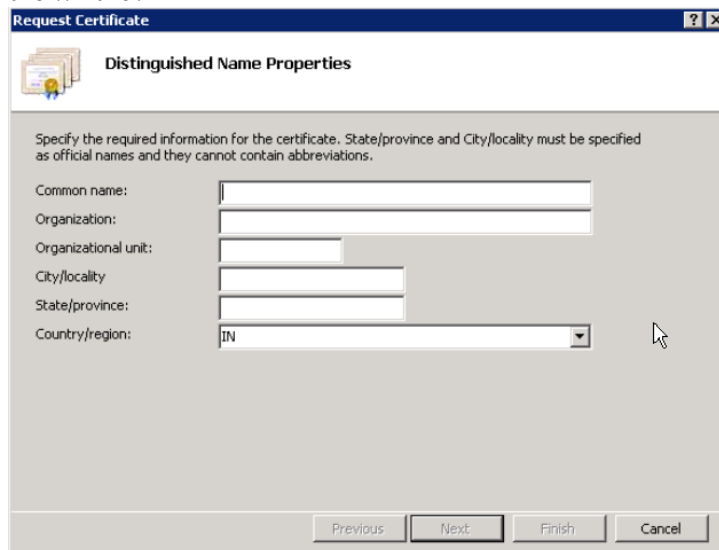 Request Certificate
Distinguished Name Properties
Specify the required information for the certificate. State/province and City/locality must be specified
as official names and they cannot contain abbreviations.
Common name:
Organization:
Organizational unit:
City/locality
State/province:
Country/region: IN
Previous Next Finish Cancel